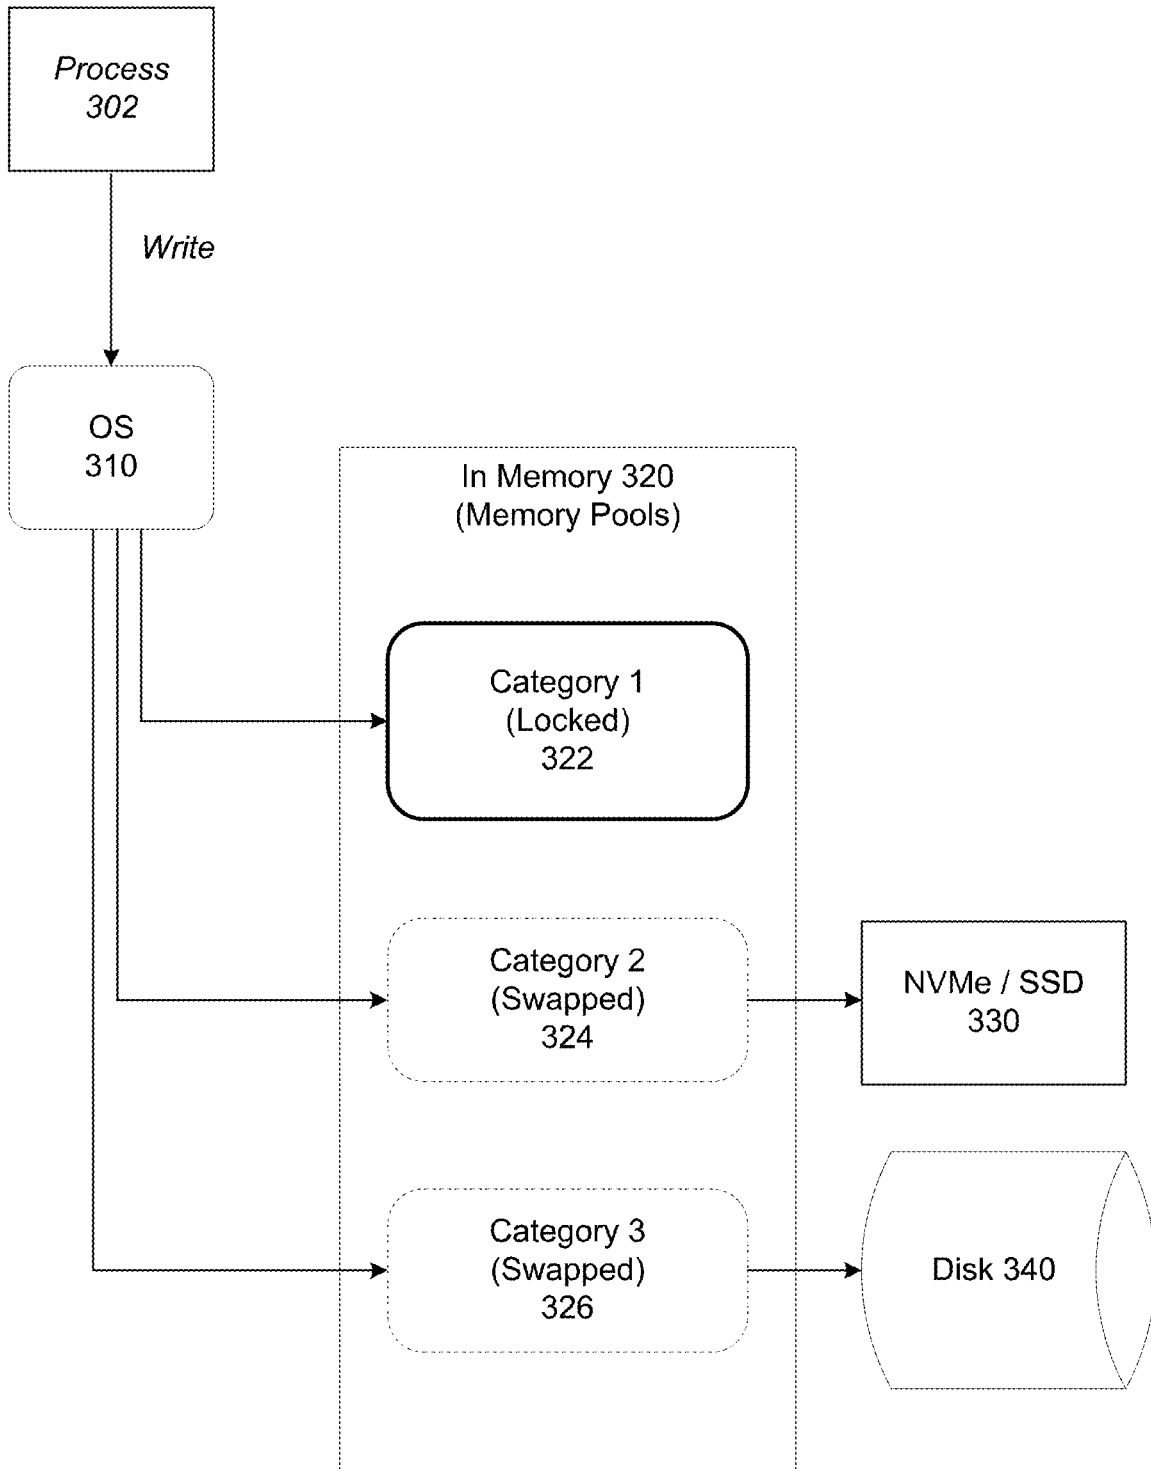 Process
302
Write
OS
310
In Memory 320
(Memory Pools)
Category 1
(Locked)
322
Category 2
(Swapped)
324
NVMe / SSD
330
Category 3
(Swapped)
326
Disk 340